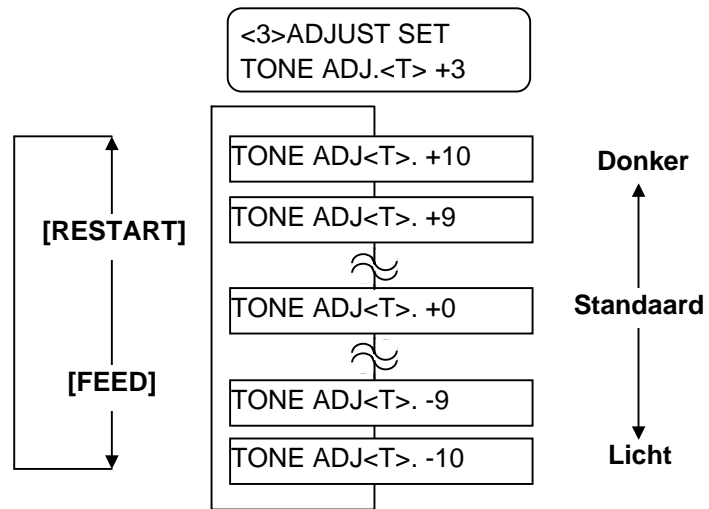 <3>ADJUST SET
TONE ADJ.<T> +3
TONE ADJ<T>. +10
Donker
TONE ADJ<T>. +9
[RESTART]
TONE ADJ<T>. +0
Standaard
[FEED]
TONE ADJ<T>. -9
TONE ADJ<T>. -10
Licht